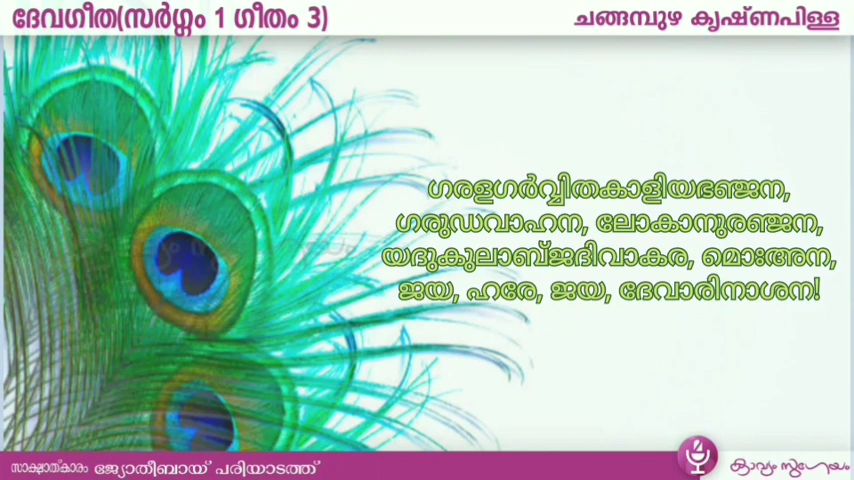 ദേവഗീത(സർഗ്ഗം 1 ഗീതം 3)
ചങ്ങമ്പുഴ കൃഷ്ണപിള്ള
ഗരളഗർവ്വിതകാളിയഭഞ്ജന,
ഗരുഡവാഹന, ലോകാനുരഞ്ജന,
യദുകുലാബ്ജദിവാകര, മൊഃഅന,
ജയ, ഹരേ, ജയ, ദേവാരിനാശന!
സാക്ഷാത്കാരം ജ്യോതീബായ് പരിയാടത്ത്
കാവ്യം സുഗേയം